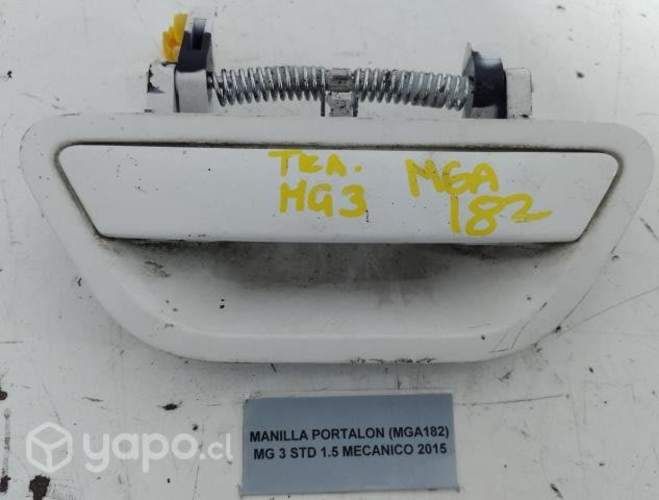 TRA.
MG3
MGA
182
MANILLA PORTALON (MGA182)
MG 3 STD 1.5 MECANICO 2015
yapo.cl